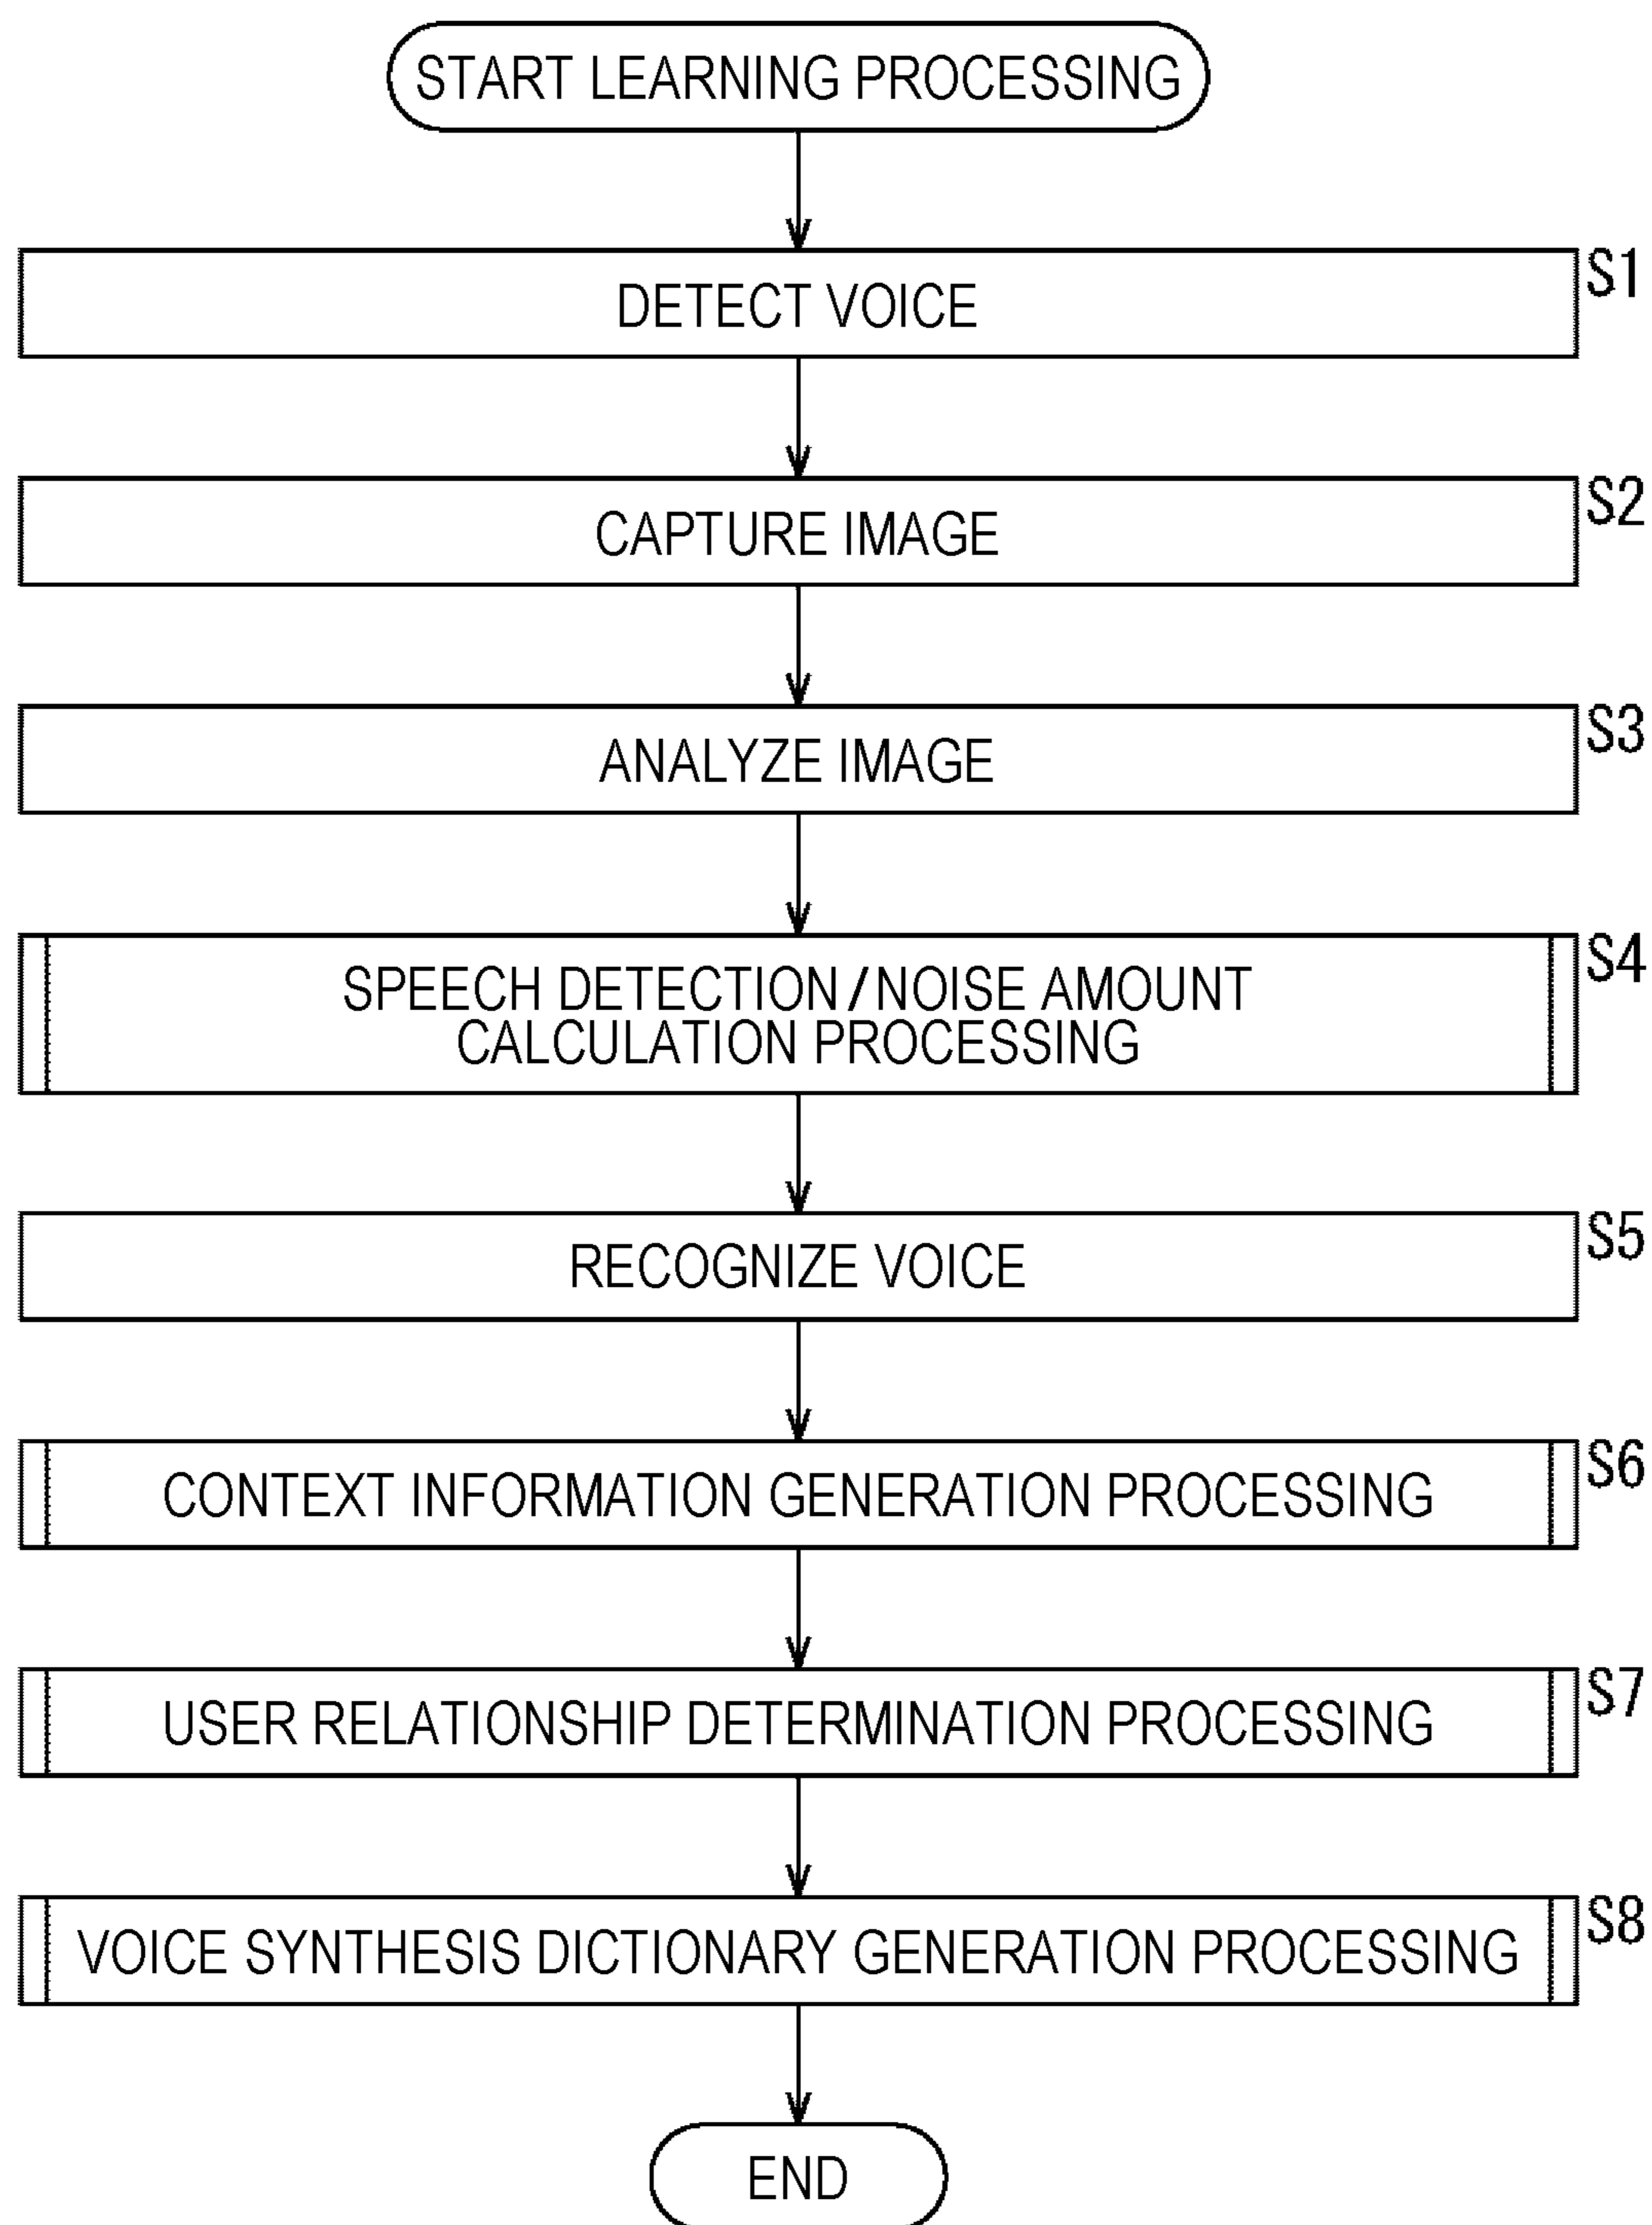 START LEARNING PROCESSING
S1
DETECT VOICE
S2
CAPTURE IMAGE
S3
ANALYZE IMAGE
S4
SPEECH DETECTION/NOISE AMOUNT
CALCULATION PROCESSING
S5
RECOGNIZE VOICE
S6
CONTEXT INFORMATION GENERATION PROCESSING
S7
USER RELATIONSHIP DETERMINATION PROCESSING
S8
VOICE SYNTHESIS DICTIONARY GENERATION PROCESSING
END